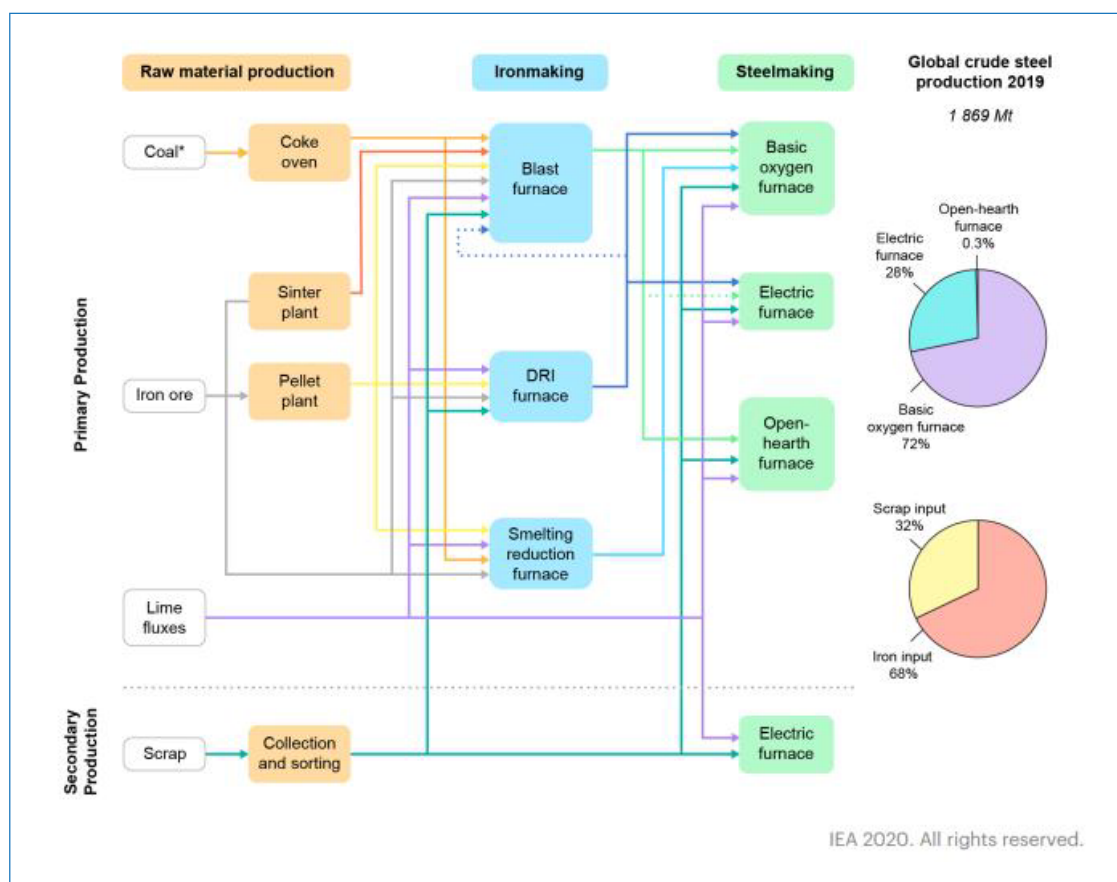 Raw material production
Ironmaking
Steelmaking
Global crude steel
production 2019
1 869 Mt
Primary Production
Coal*
Coke
oven
Blast
furnace
Basic
oxygen
furnace
Sinter
plant
Electric
furnace
Iron ore
Pellet
plant
DRI
furnace
Open-
hearth
furnace
Smelting
reduction
furnace
Lime
fluxes
Open-hearth
furnace
0.3%
Electric
furnace
28%
Basic
oxygen furnace
72%
Scrap input
32%
Iron input
68%
Secondary
Production
Scrap
Collection
and sorting
Electric
furnace
IEA 2020. All rights reserved.